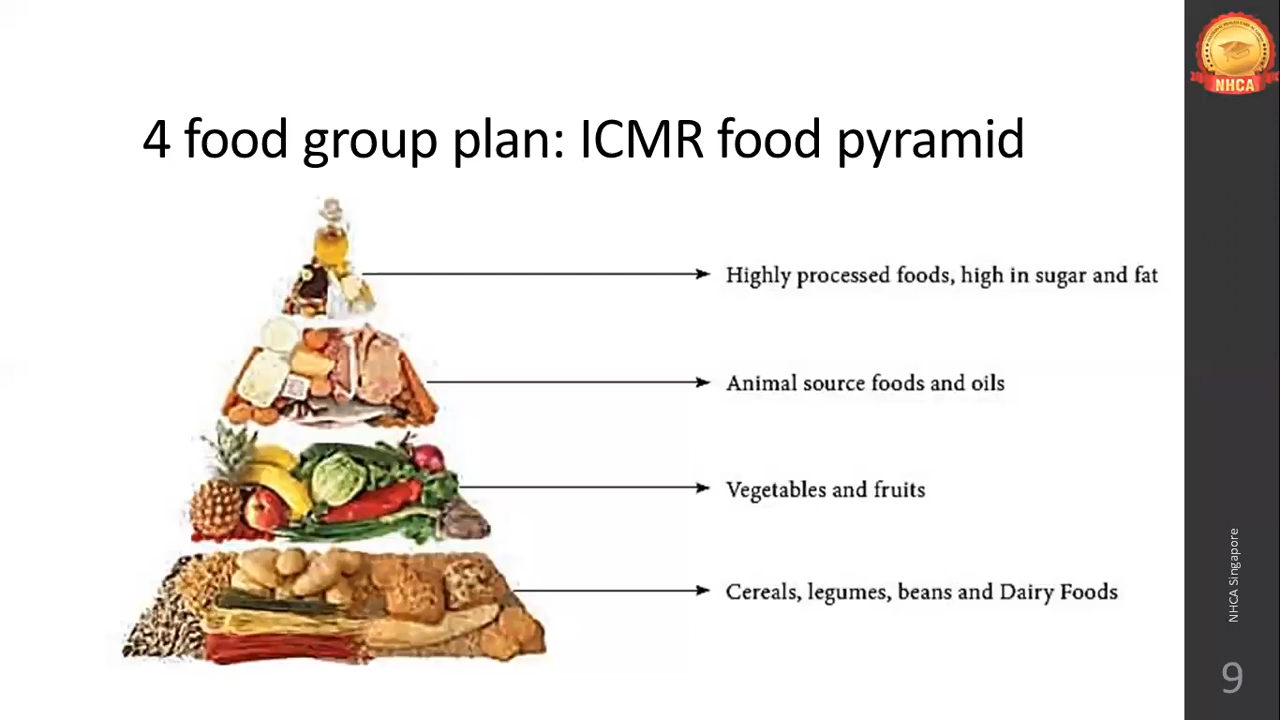 NHCA
4 food group plan: ICMR food pyramid
Highly processed foods, high in sugar and fat
Animal source foods and oils
Vegetables and fruits
Cereals, legumes, beans and Dairy Foods
NHCA Singapore
9